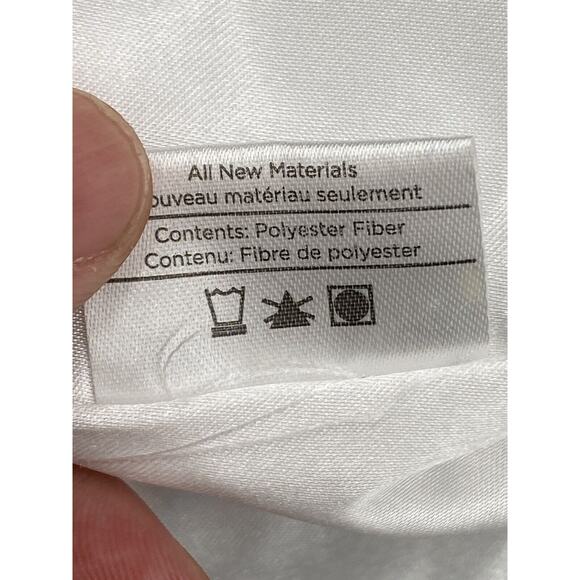 All New Materials
ouveau matériau seulement
Contents: Polyester Fiber
Contenu: Fibre de polyester